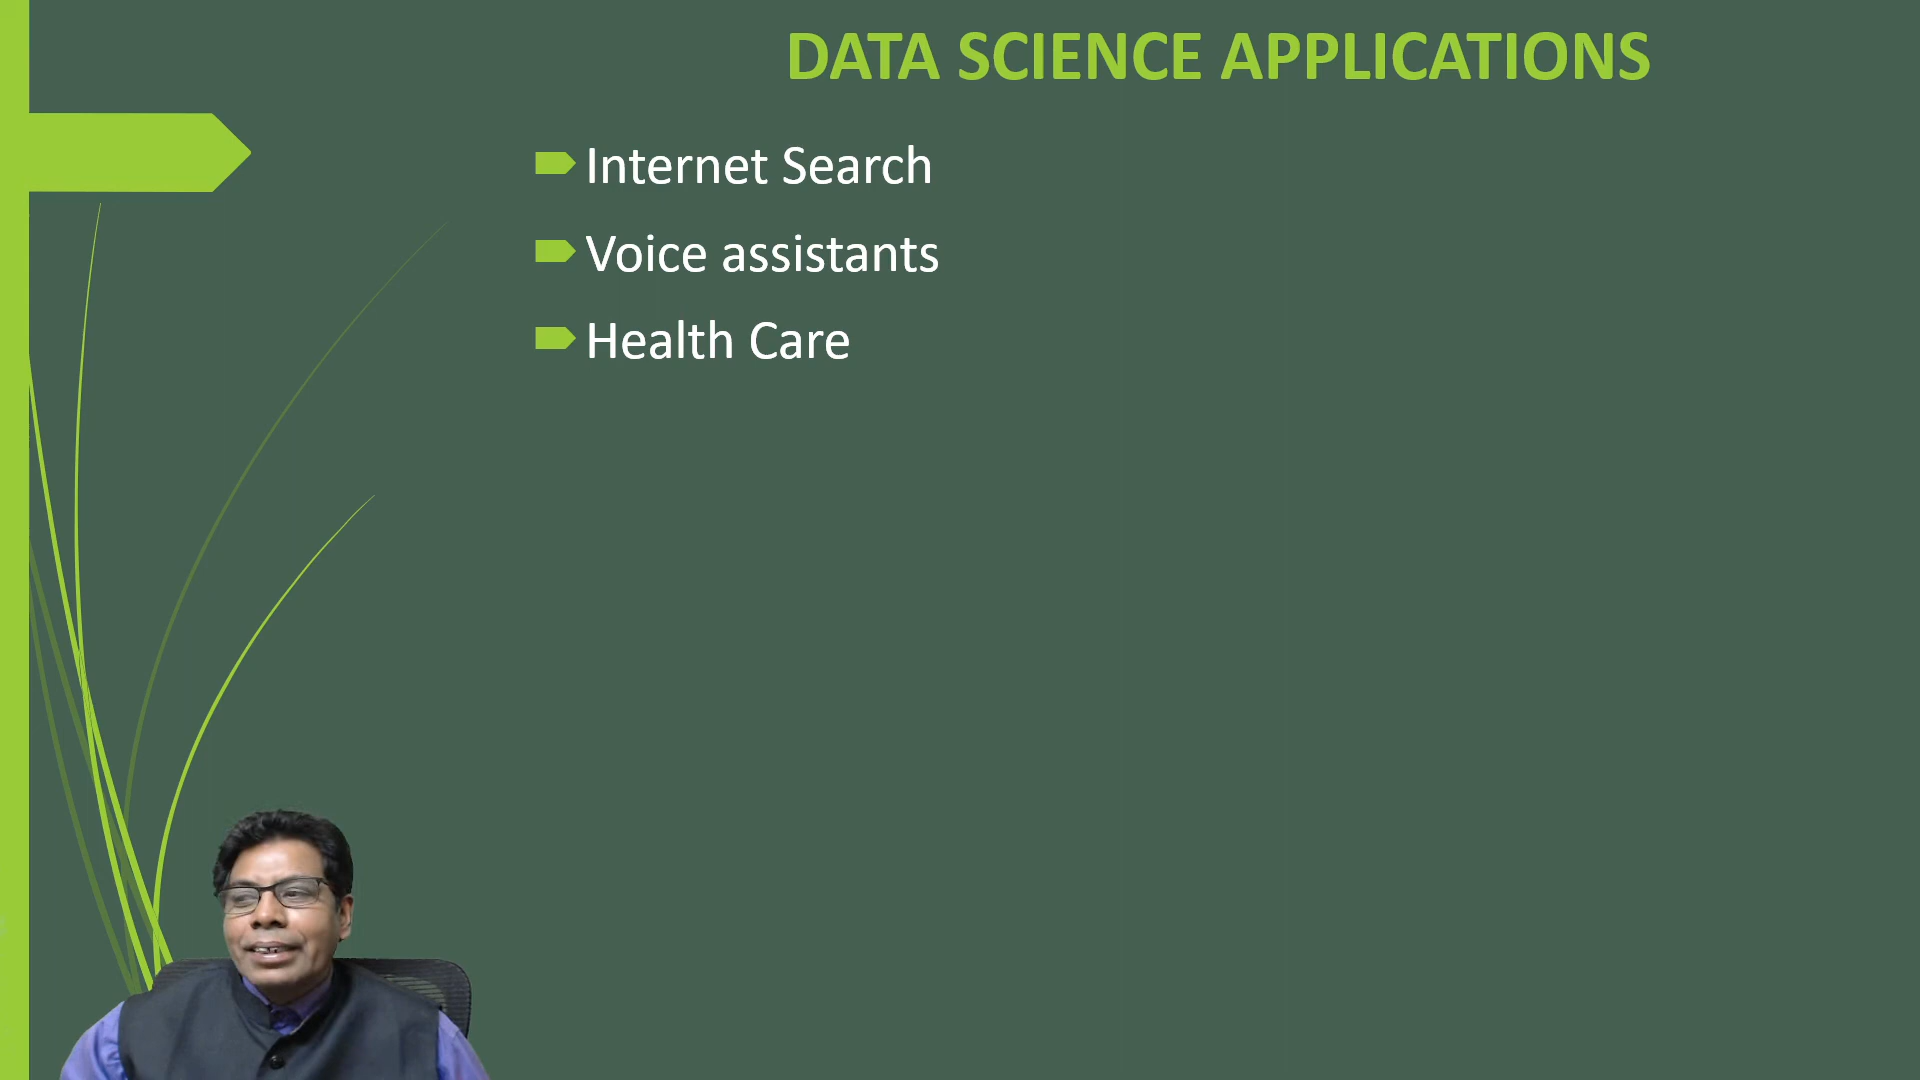 DATA SCIENCE APPLICATIONS
Internet Search
Voice assistants
Health Care